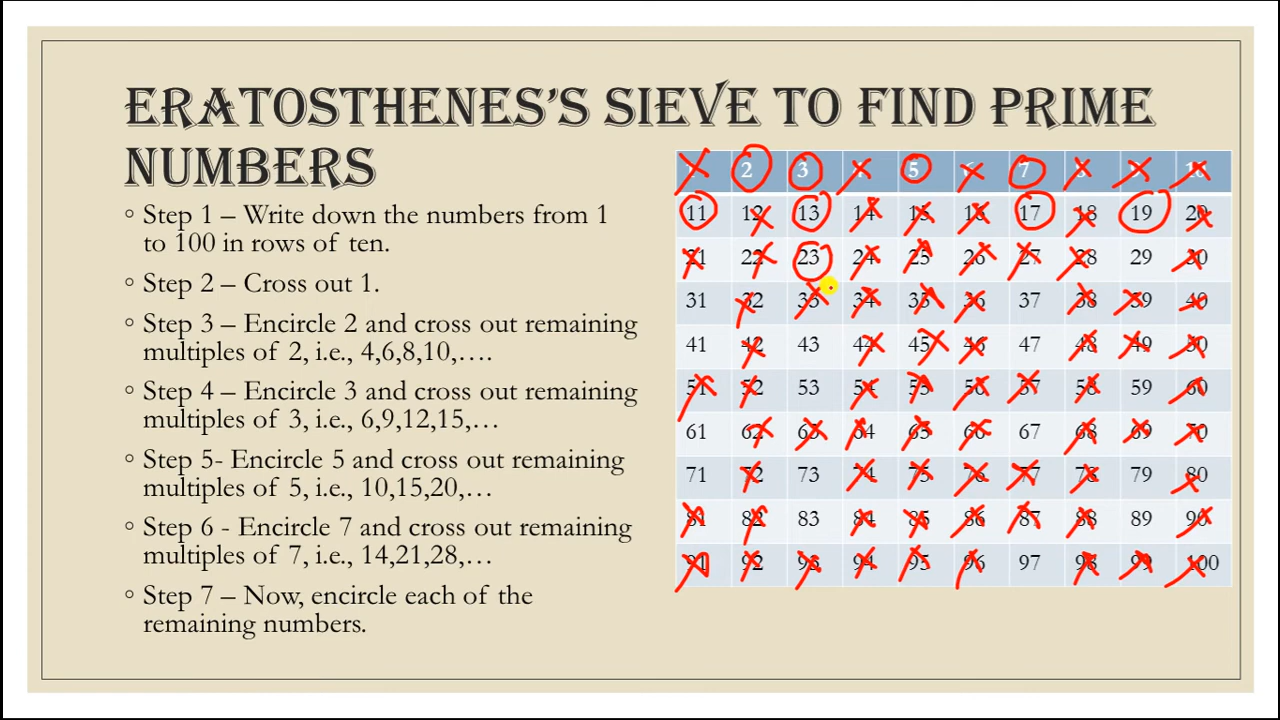 ERATOSTHENES'S SIEVE TO FIND PRIME
NUMBERS
◦ Step 1 – Write down the numbers from 1
to 100 in rows of ten.
◦ Step 2 – Cross out 1.
◦ Step 3 – Encircle 2 and cross out remaining
multiples of 2, i.e., 4,6,8,10,….
◦ Step 4 – Encircle 3 and cross out remaining
multiples of 3, i.e., 6,9,12,15,…
◦ Step 5- Encircle 5 and cross out remaining
multiples of 5, i.e., 10,15,20,…
◦ Step 6 - Encircle 7 and cross out remaining
multiples of 7, i.e., 14,21,28,…
◦ Step 7 – Now, encircle each of the
remaining numbers.
2 3 5 7 10
11 12 13 14 15 16 17 18 19 20
21 22 23 24 25 26 27 28 29 30
31 32 33 34 35 36 37 38 39 40
41 42 43 44 45 46 47 48 49 50
51 52 53 54 55 56 57 58 59 60
61 62 63 64 65 66 67 68 69 70
71 72 73 74 75 76 77 78 79 80
81 82 83 84 85 86 87 88 89 90
91 92 93 94 95 96 97 98 99 100